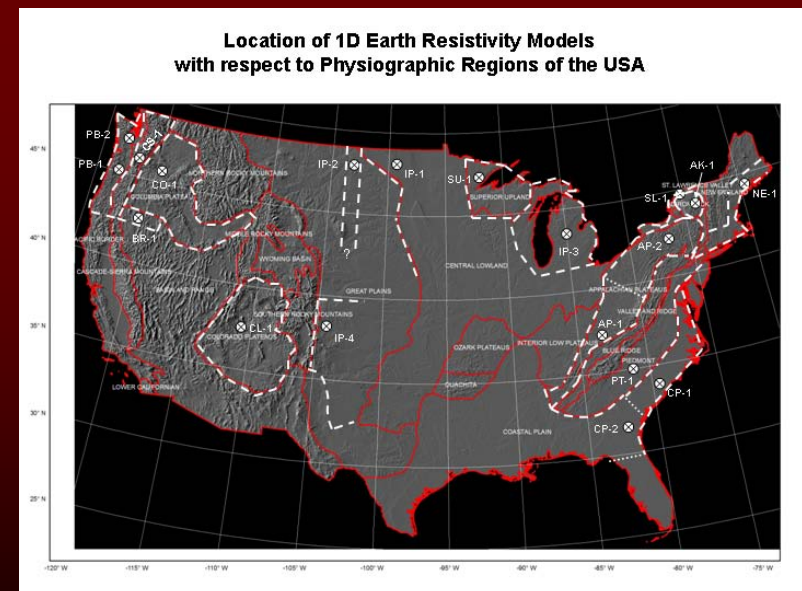 Location of 1D Earth Resistivity Models
with respect to Physiographic Regions of the USA
45° N
40° N
35° N
30° N
25° N
PB-2
CS-1
PB-1
CO-1
COLUMBIA PLATEAU
NORTHERN ROCKY MOUNTAINS
BR-1
MIDDLE ROCKY MOUNTAINS
WYOMING BASIN
CASCADE-SIERRA MOUNTAINS
BASIN AND RANGE
SOUTHERN ROCKY MOUNTAINS
CL-1
COLORADO PLATEAUS
LOWER CALIFORNIAN
IP-2
IP-1
?
GREAT PLAINS
IP-4
SU-1
SUPERIOR UPLAND
IP-3
CENTRAL LOWLAND
OZARK PLATEAUS
OUACHITA
INTERIOR LOW PLATEAUS
AK-1
ST. LAWRENCE VALLEY
NEW ENGLAND
SL-1
NE-1
AP-2
APPALACHIAN PLATEAUS
VALLEY AND RIDGE
AP-1
BLUE RIDGE
PIEDMONT
PT-1
CP-1
CP-2
COASTAL PLAIN
-120° W
-115° W
-110° W
-105° W
-100° W
-95° W
-90° W
-85° W
-80° W
-75° W